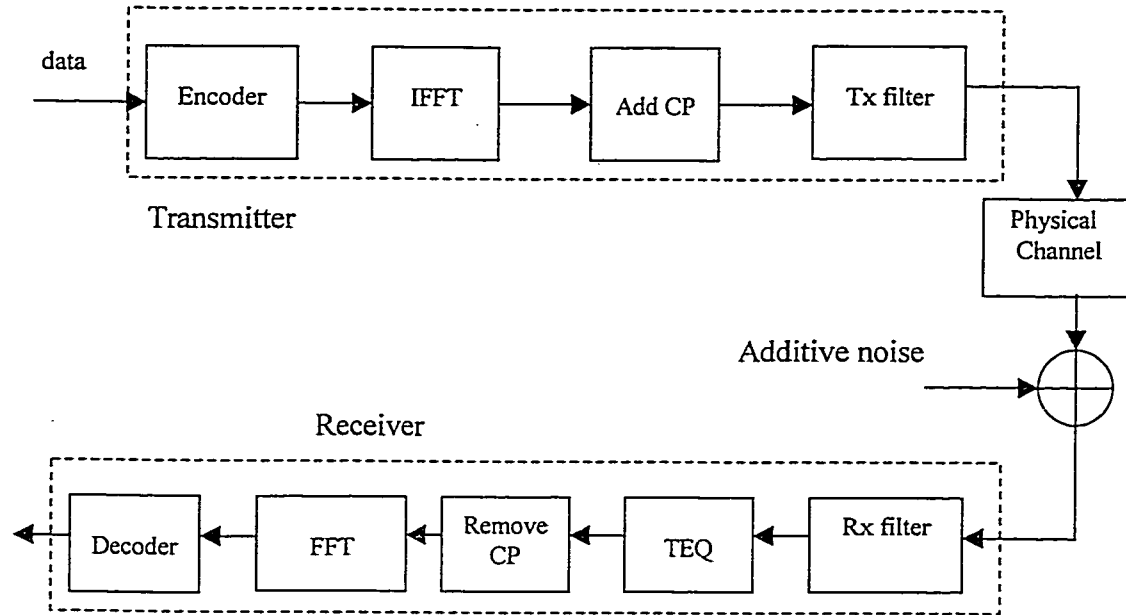 data
Encoder
IFFT
Add CP
Tx filter
Transmitter
Physical
Channel
Additive noise
Receiver
Decoder
FFT
Remove
CP
TEQ
Rx filter